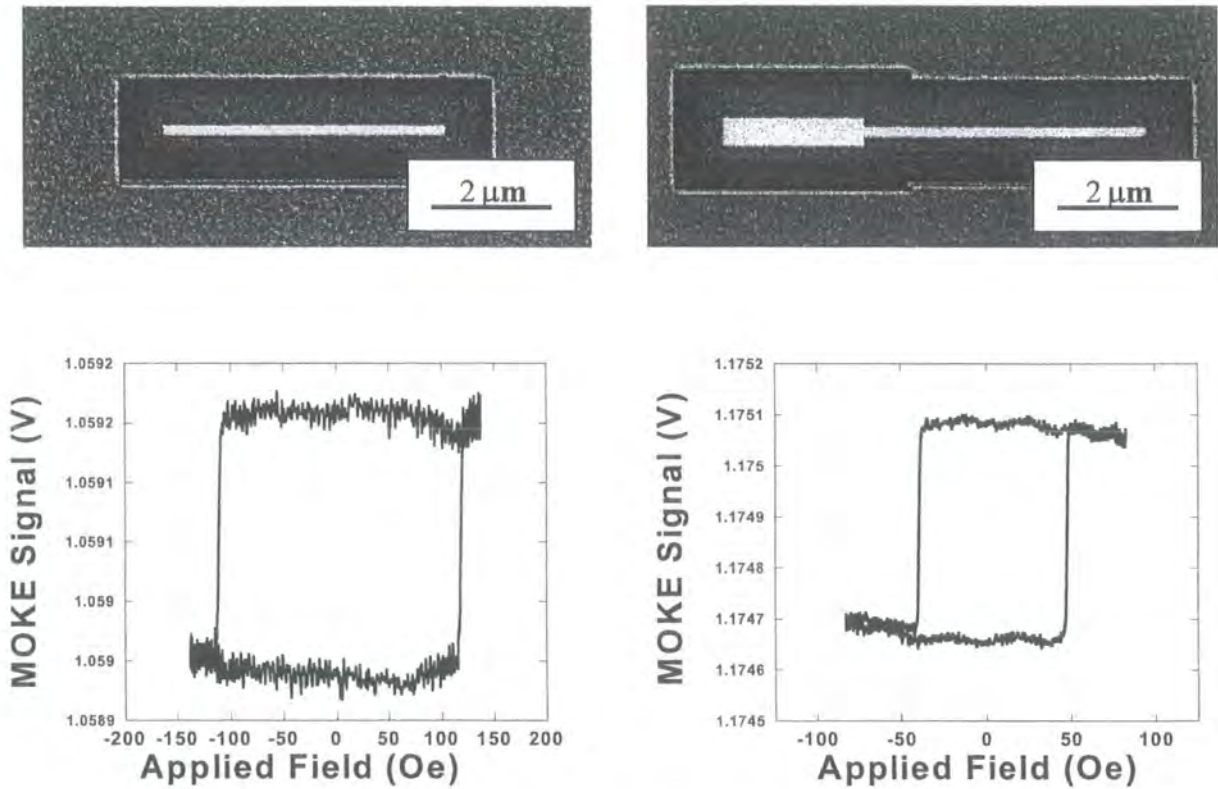 2 μm
2 μm
MOKE Signal (V)
1.0592
1.0592
1.0591
1.0591
1.059
1.059
1.0589
-200 -150 -100 -50 0 50 100 150 200
Applied Field (Oe)
MOKE Signal (V)
1.1752
1.1751
1.175
1.1749
1.1748
1.1747
1.1746
1.1745
-100 -50 0 50 100
Applied Field (Oe)